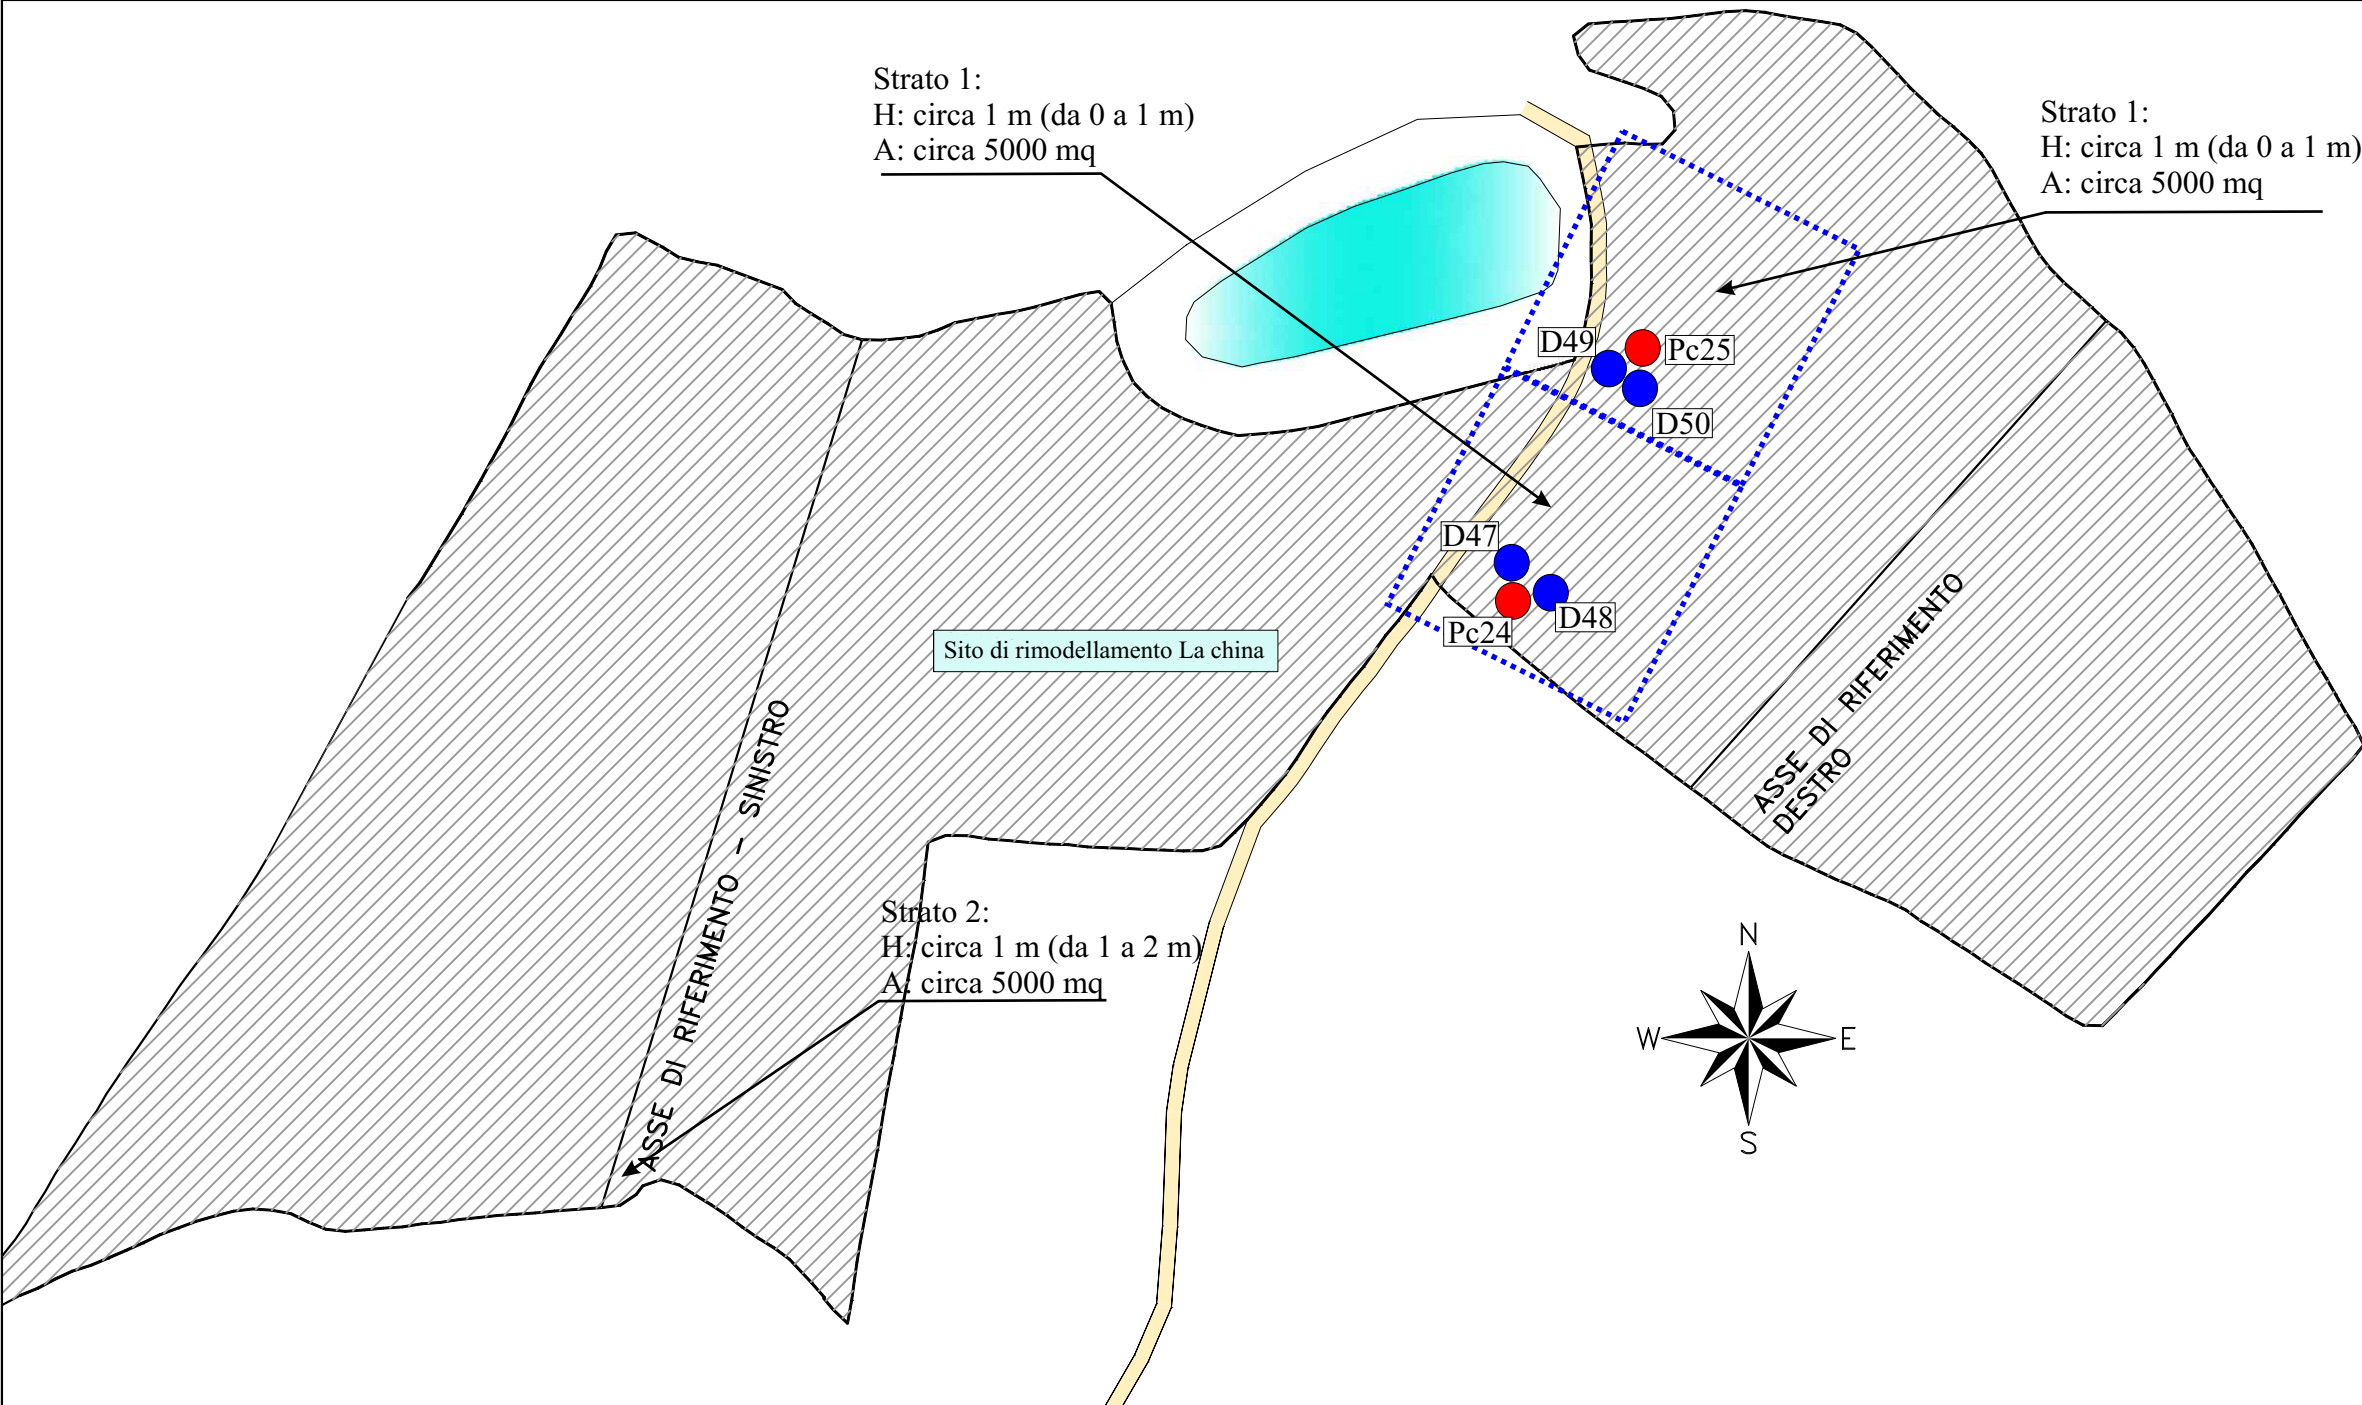 Strato 1:
H: circa 1 m (da 0 a 1 m)
A: circa 5000 mq
Strato 1:
H: circa 1 m (da 0 a 1 m)
A: circa 5000 mq
D49
Pc25
D50
D47
D48
Pc24
Sito di rimodellamento La china
ASSE DI RIFERIMENTO - SINISTRO
ASSE DI RIFERIMENTO
DESTRO
Strato 2:
H: circa 1 m (da 1 a 2 m)
A: circa 5000 mq
N
W
E
S